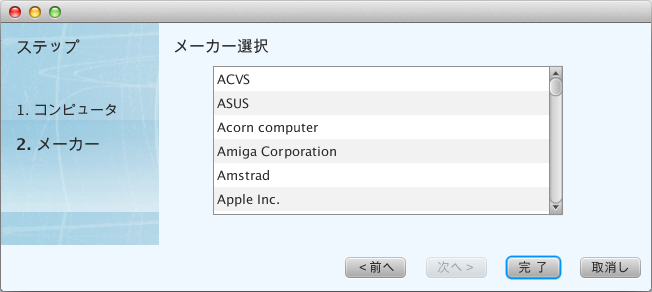 ステップ
1. コンピュータ
2. メーカー
メーカー選択
ACVS
ASUS
Acorn computer
Amiga Corporation
Amstrad
Apple Inc.
<前へ
次へ>
完 了
取消し